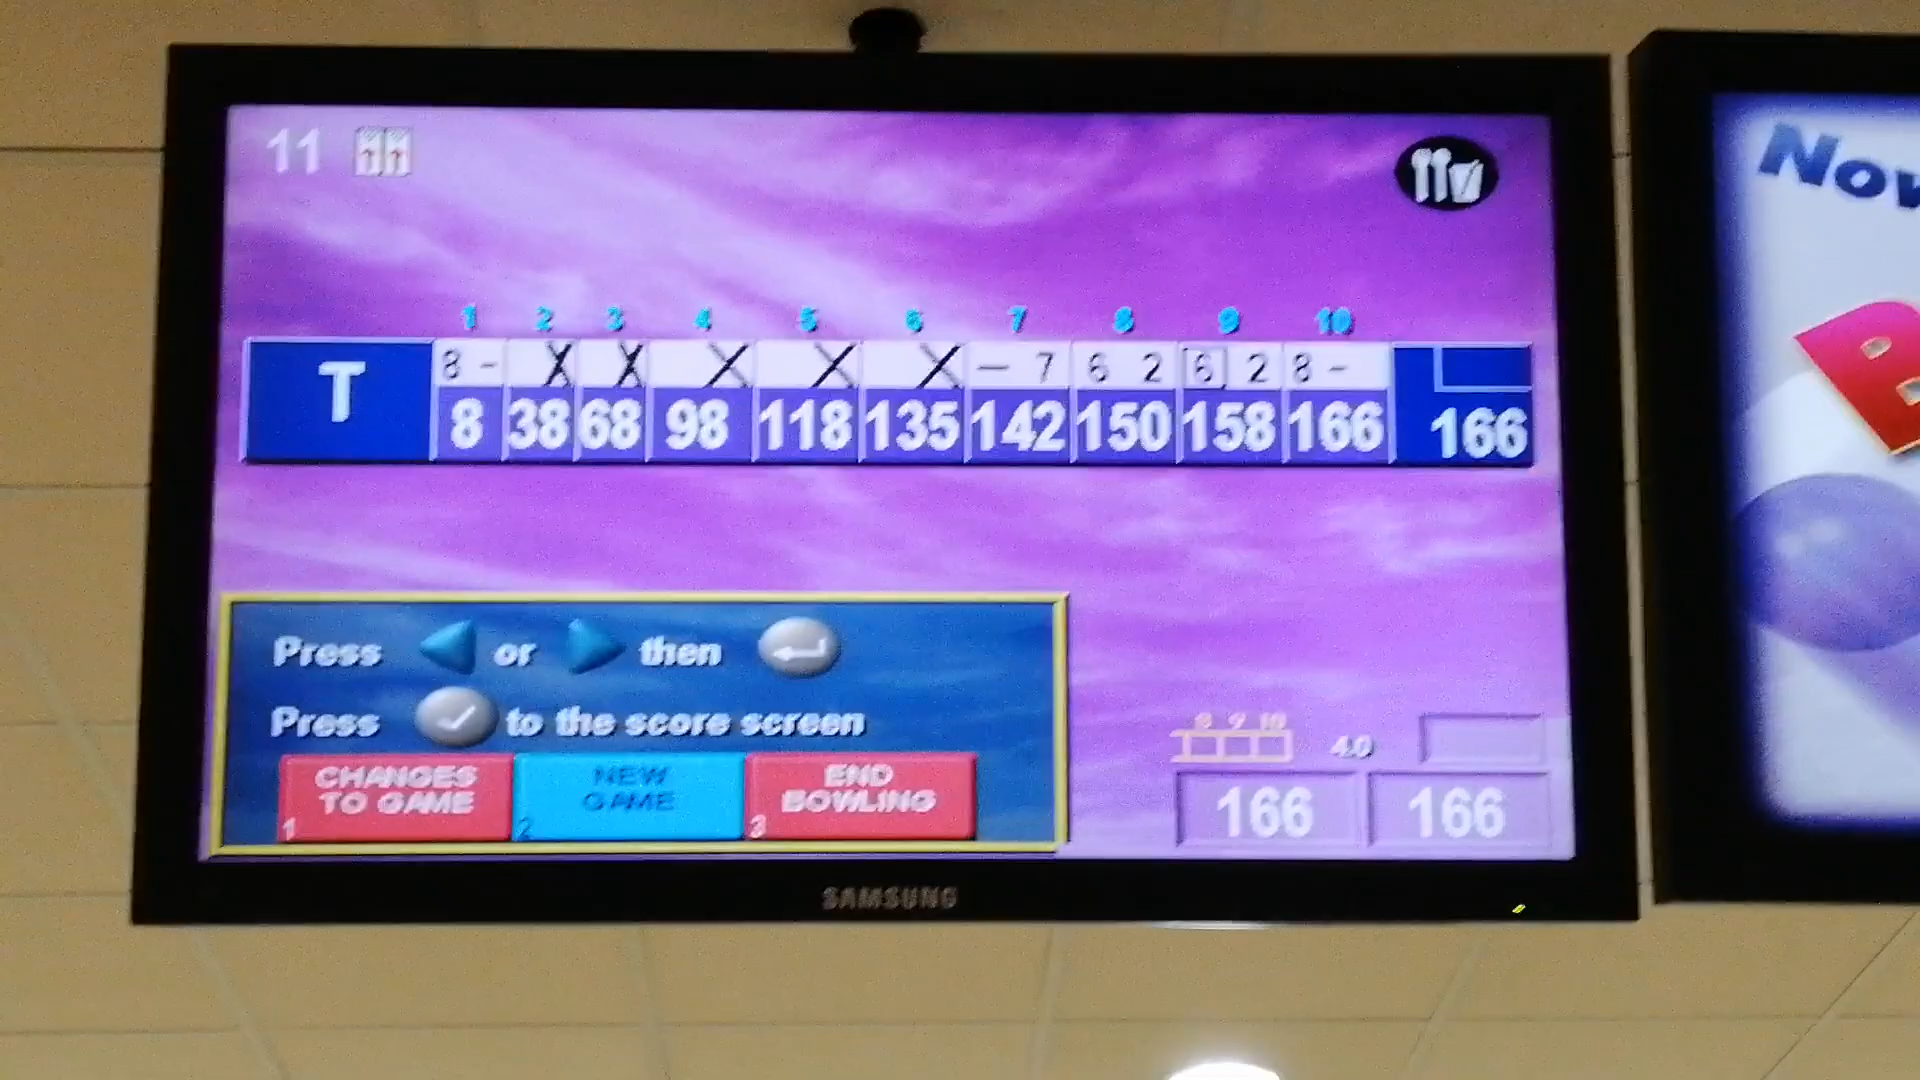 11
1 2 3 4 5 6 7 8 9 10
T 8 - X X X X X - 7 6 2 6 2 8 -
8 38 68 98 118 135 142 150 158 166 166
Press or then
Press to the score screen
CHANGES TO GAME
1
NEW GAME
2
END BOWLING
3
8 9 10
40
166 166
SAMSUNG